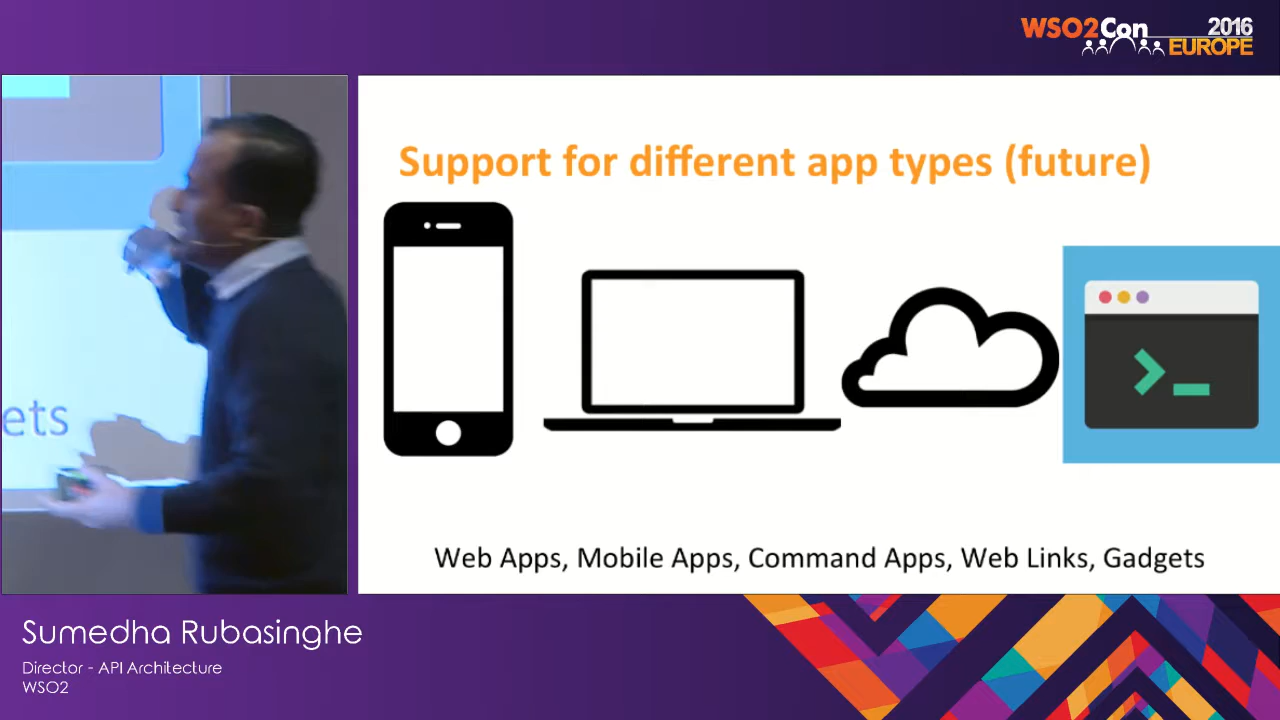 WSO2Con 2016
EUROPE
Support for different app types (future)
ets
Web Apps, Mobile Apps, Command Apps, Web Links, Gadgets
Sumedha Rubasinghe
Director - API Architecture
WSO2